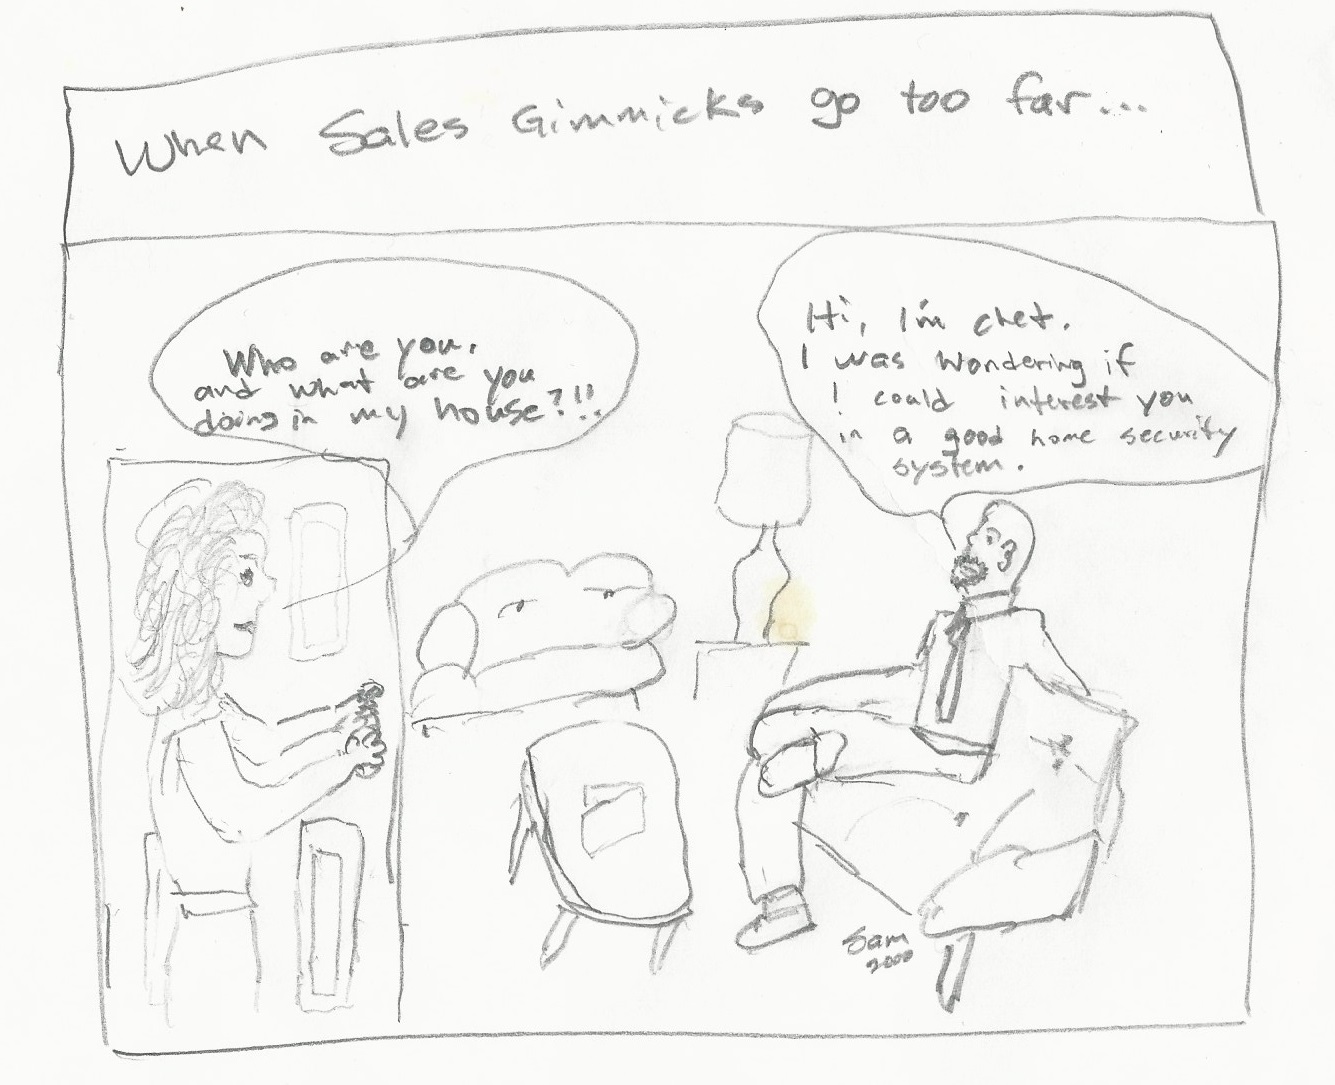 When Sales Gimmicks go too far...
Who are you,
and what are you
doing in my house?!!
Hi, I'm chet.
I was wondering if
I could interest you
in a good home security
system.
Sam
2000